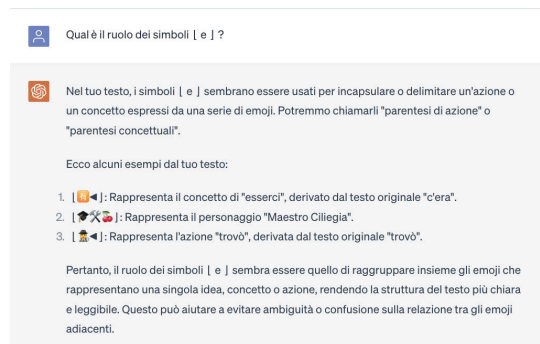 Qual è il ruolo dei simboli ⌊ e ⌋ ?
Nel tuo testo, i simboli ⌊ e ⌋ sembrano essere usati per incapsulare o delimitare un'azione o
un concetto espressi da una serie di emoji. Potremmo chiamarli "parentesi di azione" o
"parentesi concettuali".
Ecco alcuni esempi dal tuo testo:
1. ⌊ ◀⌋: Rappresenta il concetto di "esserci", derivato dal testo originale "c'era".
2. ⌊🎓🛠🍒⌋: Rappresenta il personaggio "Maestro Ciliegia".
3. ⌊🕵◀⌋: Rappresenta l'azione "trovò", derivata dal testo originale "trovò".
Pertanto, il ruolo dei simboli ⌊ e ⌋ sembra essere quello di raggruppare insieme gli emoji che
rappresentano una singola idea, concetto o azione, rendendo la struttura del testo più chiara
e leggibile. Questo può aiutare a evitare ambiguità o confusione sulla relazione tra gli emoji
adiacenti.